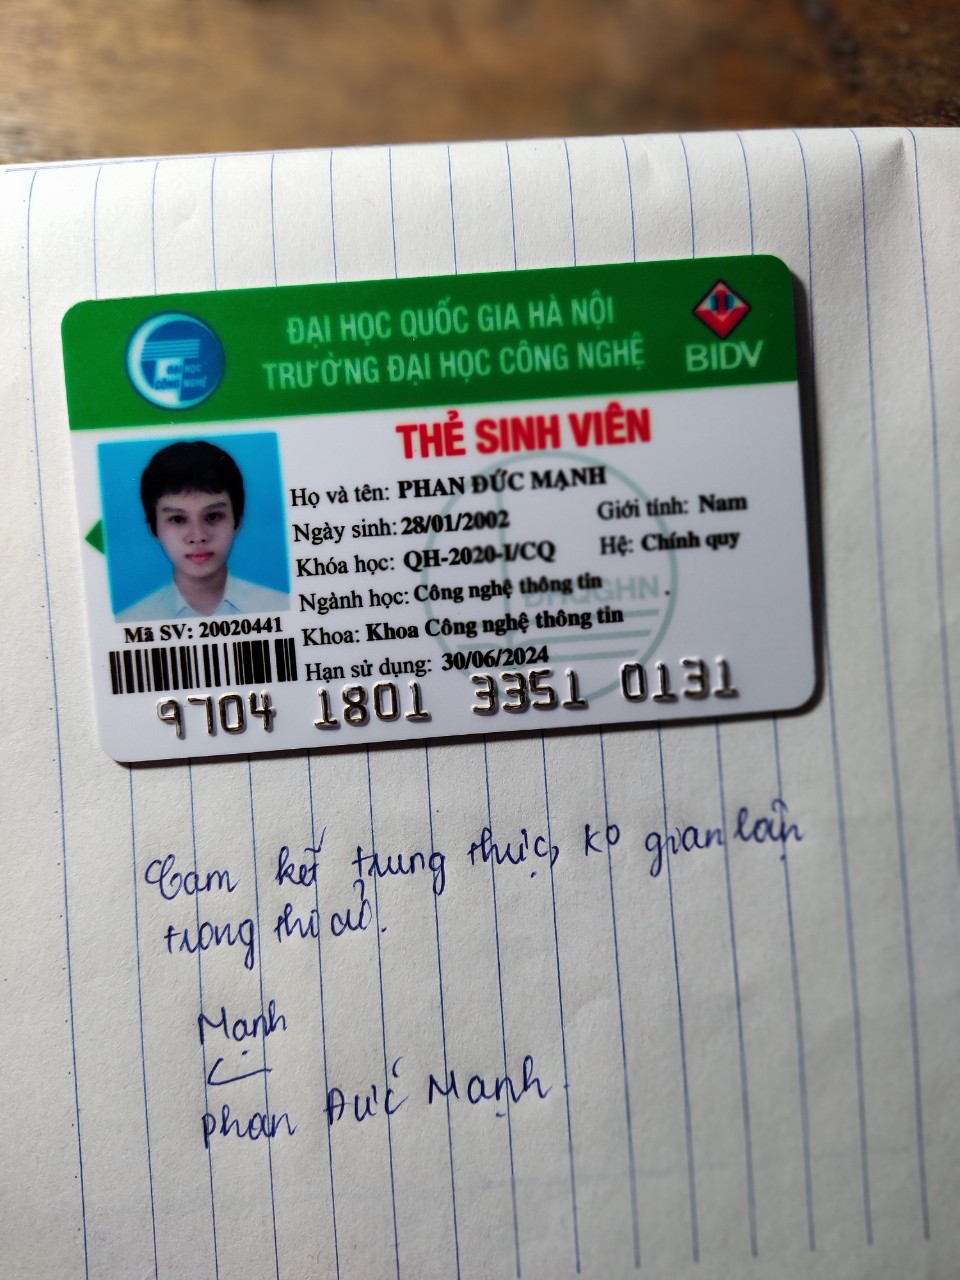 ĐẠI HỌC QUỐC GIA HÀ NỘI
TRƯỜNG ĐẠI HỌC CÔNG NGHỆ
ĐẠI HỌC
CÔNG NGHỆ
BIDV
THẺ SINH VIÊN
Họ và tên: PHAN ĐỨC MẠNH
Ngày sinh: 28/01/2002 Giới tính: Nam
Khóa học: QH-2020-I/CQ Hệ: Chính quy
Ngành học: Công nghệ thông tin .
Khoa: Khoa Công nghệ thông tin
Hạn sử dụng: 30/06/2024
ĐHQGHN
Mã SV: 20020441
9704 1801 3351 0131
Cam kết trung thực, ko gian lận
trong thi cử.
Mạnh
Phan Đức Mạnh